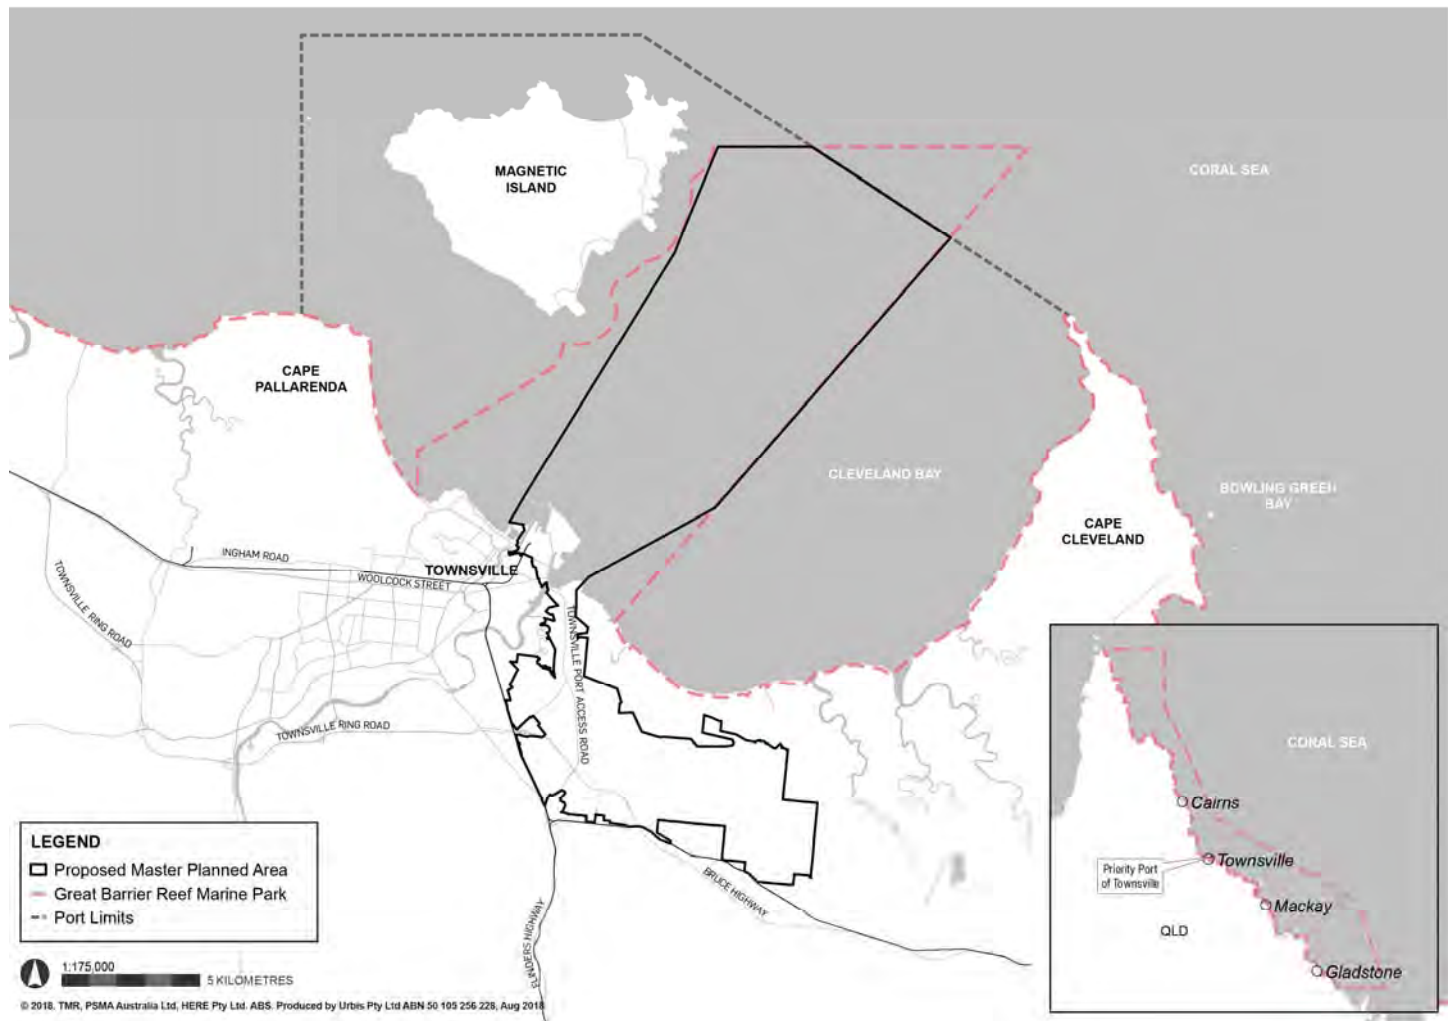 MAGNETIC
ISLAND
CORAL SEA
CAPE
PALLARENDA
CLEVELAND BAY
BOWLING GREEN
BAY
CAPE
CLEVELAND
INGHAM ROAD
TOWNSVILLE
WOOLCOCK STREET
TOWNSVILLE RING ROAD
TOWNSVILLE PORT ACCESS ROAD
TOWNSVILLE RING ROAD
BRUCE HIGHWAY
FLINDERS HIGHWAY
LEGEND
Proposed Master Planned Area
Great Barrier Reef Marine Park
Port Limits
1:175,000
5 KILOMETRES
© 2018. TMR, PSMA Australia Ltd, HERE Pty Ltd. ABS. Produced by Urbis Pty Ltd ABN 50 105 256 228, Aug 2018
CORAL SEA
Cairns
Townsville
Priority Port
of Townsville
Mackay
QLD
Gladstone